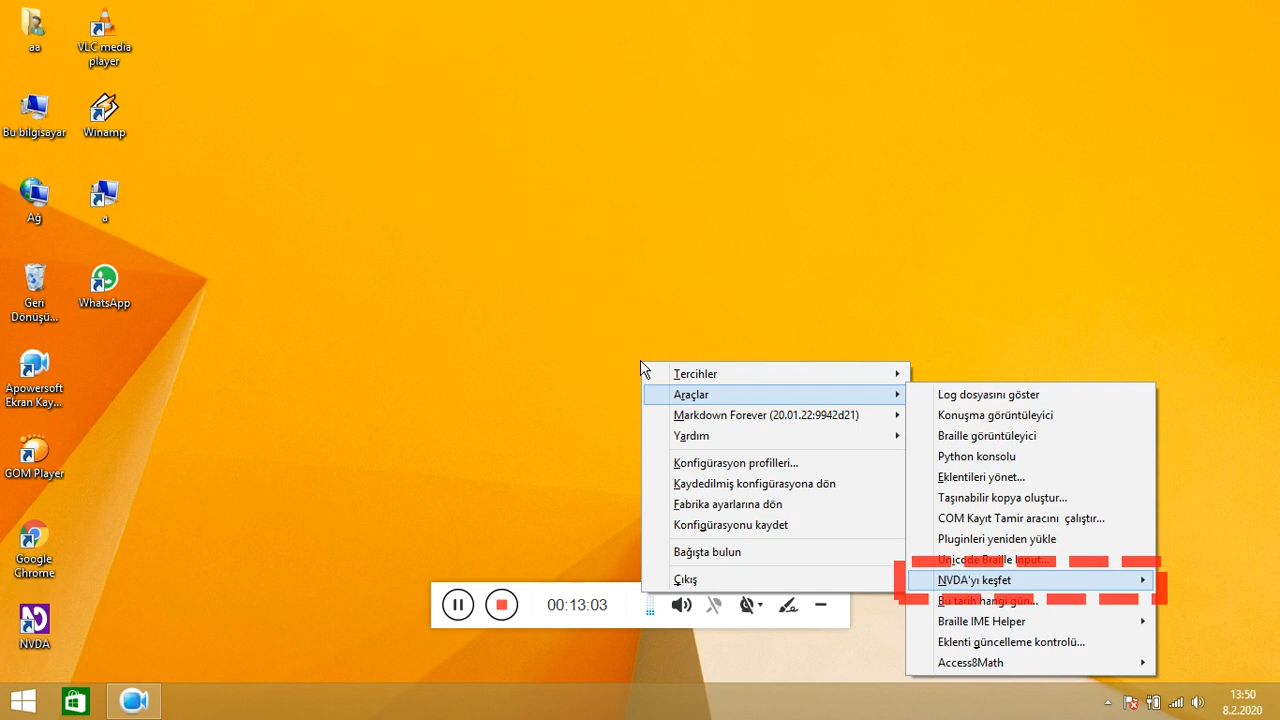 aa
VLC media
player
Bu bilgisayar
Winamp
Ağ
a
Geri
Dönüşü...
WhatsApp
Apowersoft
Ekran Kay...
GOM Player
Google
Chrome
NVDA
Tercihler
Araçlar
Markdown Forever (20.01.22:9942d21)
Yardım
Konfigürasyon profilleri...
Kaydedilmiş konfigürasyona dön
Fabrika ayarlarına dön
Konfigürasyonu kaydet
Bağışta bulun
Çıkış
Log dosyasını göster
Konuşma görüntüleyici
Braille görüntüleyici
Python konsolu
Eklentileri yönet...
Taşınabilir kopya oluştur...
COM Kayıt Tamir aracını çalıştır...
Pluginleri yeniden yükle
Unicode Braille Input...
NVDA'yı keşfet
Bu tarih hangi gün...
Braille IME Helper
Eklenti güncelleme kontrolü...
Access8Math
00:13:03
13:50
8.2.2020